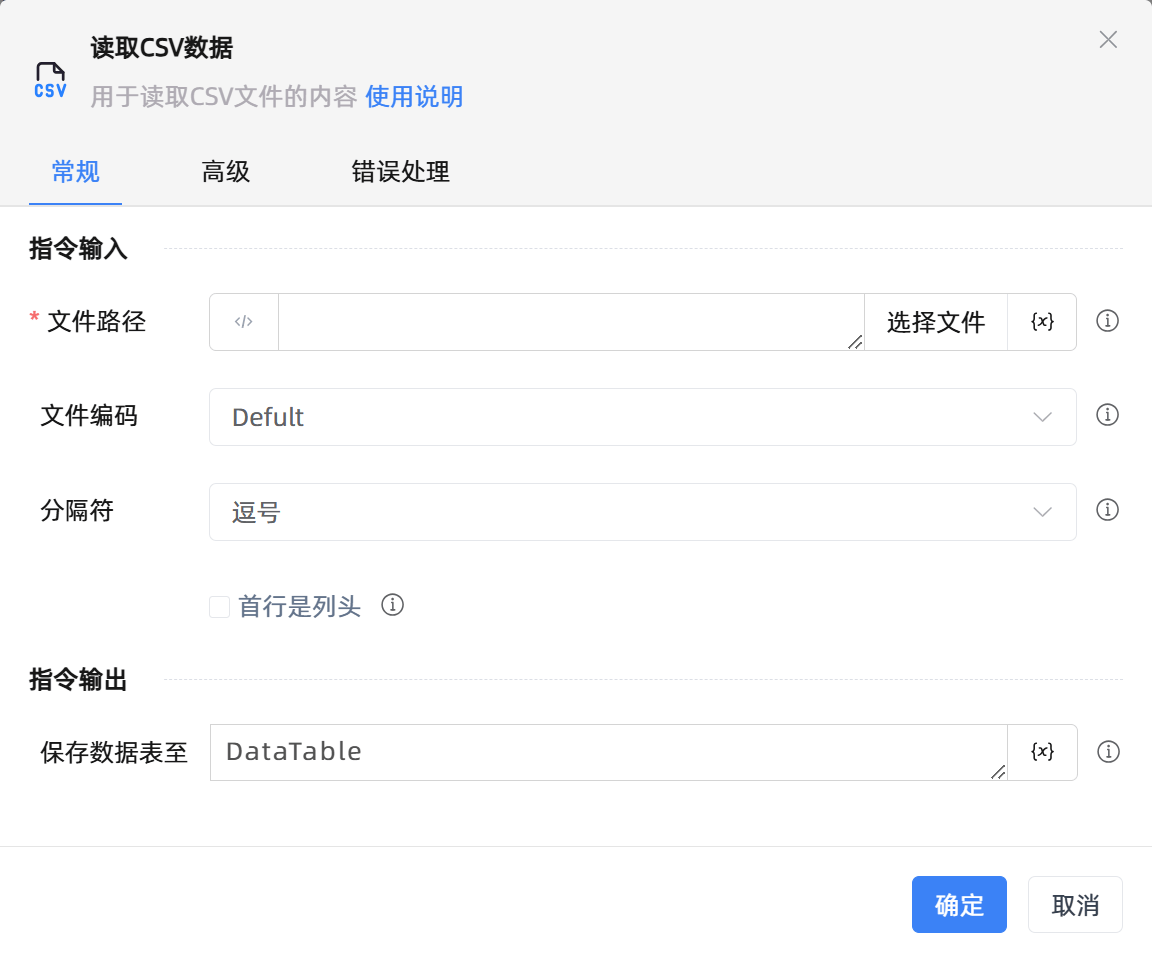 读取CSV数据
CSV
用于读取CSV文件的内容 使用说明
常规 高级 错误处理
指令输入
* 文件路径 </> 选择文件 {x}
文件编码 Defult
分隔符 逗号
首行是列头
指令输出
保存数据表至 DataTable {x}
确定 取消